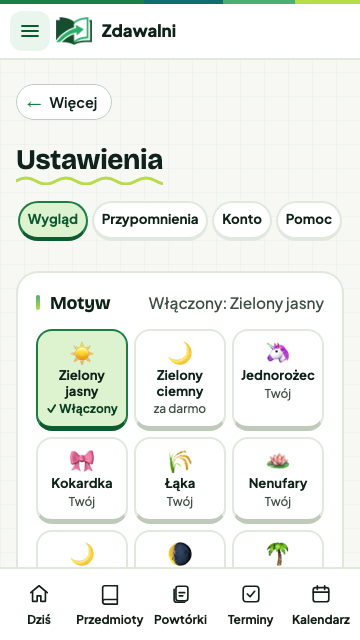 Zdawalni
← Więcej
Ustawienia
Wygląd Przypomnienia Konto Pomoc
Motyw Włączony: Zielony jasny
Zielony jasny
✓ Włączony
Zielony ciemny
za darmo
Jednorożec
Twój
Kokardka
Twój
Łąka
Twój
Nenufary
Twój
Dziś Przedmioty Powtórki Terminy Kalendarz